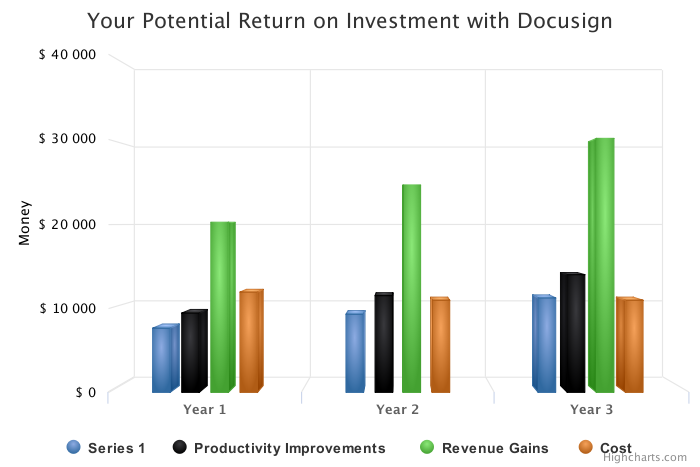 Your Potential Return on Investment with Docusign
$ 40 000
$ 30 000
$ 20 000
$ 10 000
$ 0
Money
Year 1
Year 2
Year 3
Series 1
Productivity Improvements
Revenue Gains
Cost
Highcharts.com